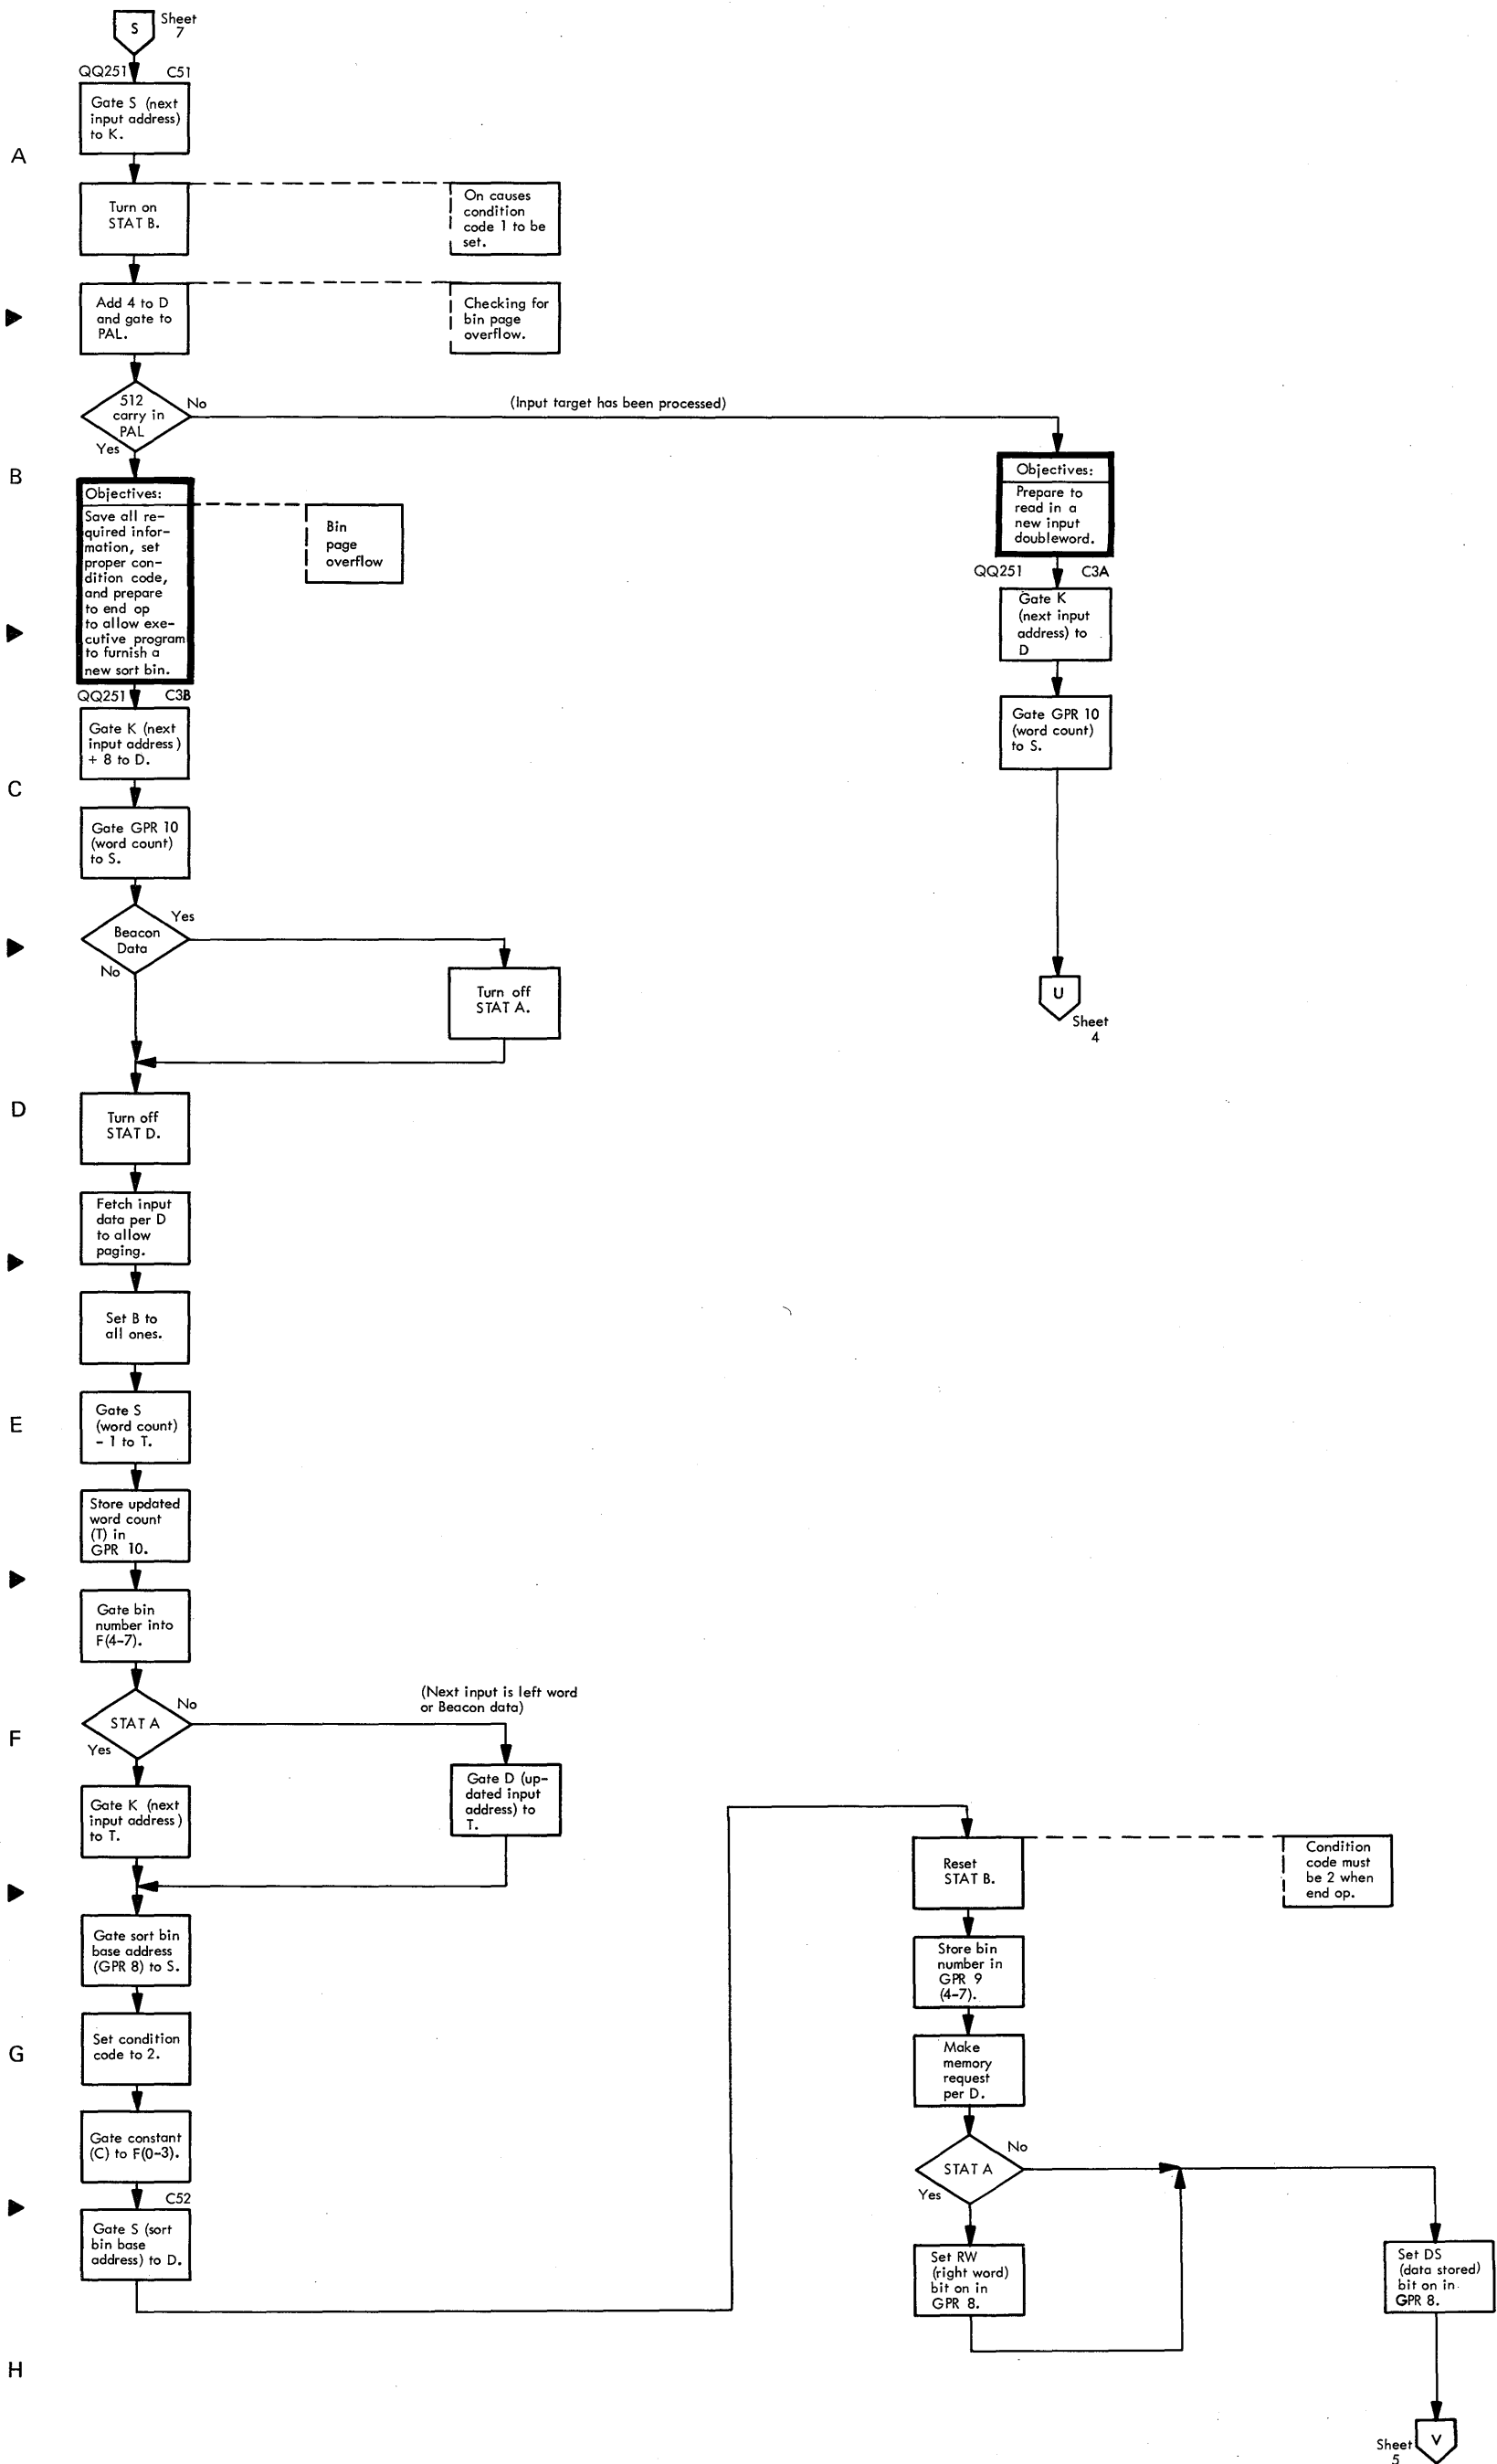 S
Sheet
7
QQ251
C51
Gate S (next
input address)
to K.
A
Turn on
STAT B.
On causes
condition
code 1 to be
set.
Add 4 to D
and gate to
PAL.
Checking for
bin page
overflow.
512
carry in
PAL
No
Yes
(Input target has been processed)
B
Objectives:
Save all re-
quired infor-
mation, set
proper con-
dition code,
and prepare
to end op
to allow exe-
cutive program
to furnish a
new sort bin.
Bin
page
overflow
Objectives:
Prepare to
read in a
new input
doubleword.
QQ251
C3A
Gate K
(next input
address) to
D
Gate GPR 10
(word count)
to S.
U
Sheet
4
QQ251
C3B
Gate K (next
input address)
+ 8 to D.
C
Gate GPR 10
(word count)
to S.
Beacon
Data
Yes
No
Turn off
STAT A.
D
Turn off
STAT D.
Fetch input
data per D
to allow
paging.
Set B to
all ones.
E
Gate S
(word count)
- 1 to T.
Store updated
word count
(T) in
GPR 10.
Gate bin
number into
F(4-7).
F
STAT A
No
Yes
(Next input is left word
or Beacon data)
Gate K (next
input address)
to T.
Gate D (up-
dated input
address) to
T.
Gate sort bin
base address
(GPR 8) to S.
G
Set condition
code to 2.
Gate constant
(C) to F(0-3).
C52
Gate S (sort
bin base
address) to D.
Reset
STAT B.
Condition
code must
be 2 when
end op.
Store bin
number in
GPR 9
(4-7).
Make
memory
request
per D.
STAT A
No
Yes
Set RW
(right word)
bit on in
GPR 8.
Set DS
(data stored)
bit on in
GPR 8.
H
Sheet
5
V